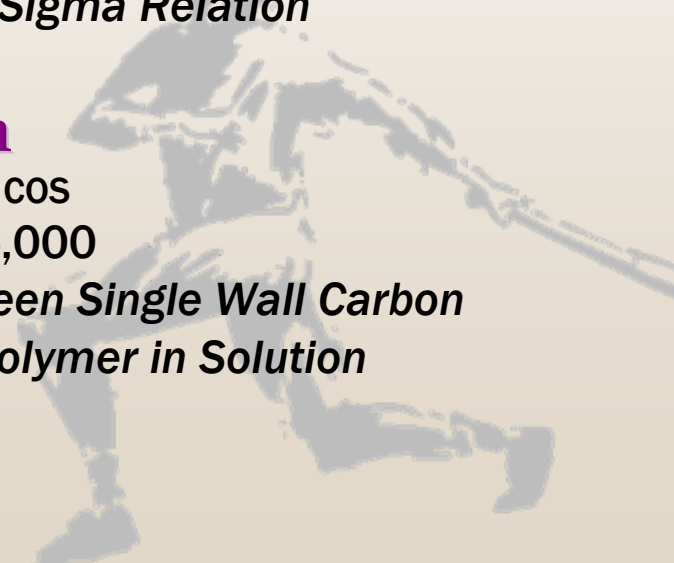 Sigma Relation
cos
,000
een Single Wall Carbon
olymer in Solution